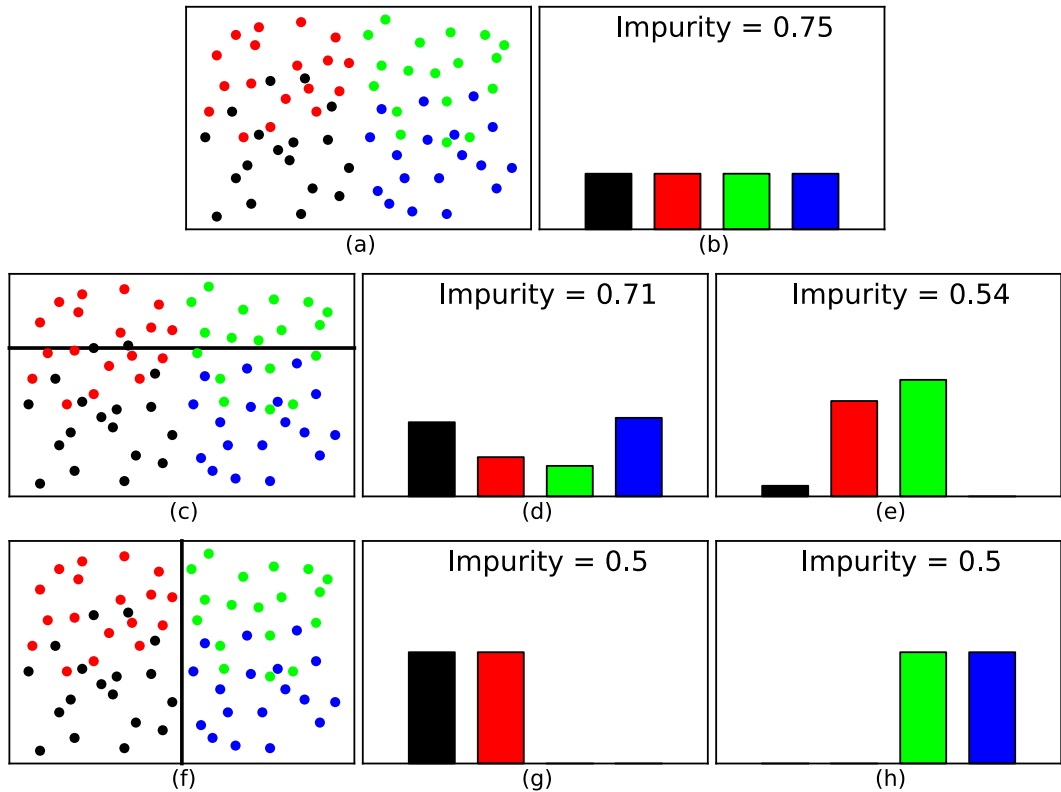 Impurity = 0.75
(a)
(b)
Impurity = 0.71
Impurity = 0.54
(c)
(d)
(e)
Impurity = 0.5
Impurity = 0.5
(f)
(g)
(h)